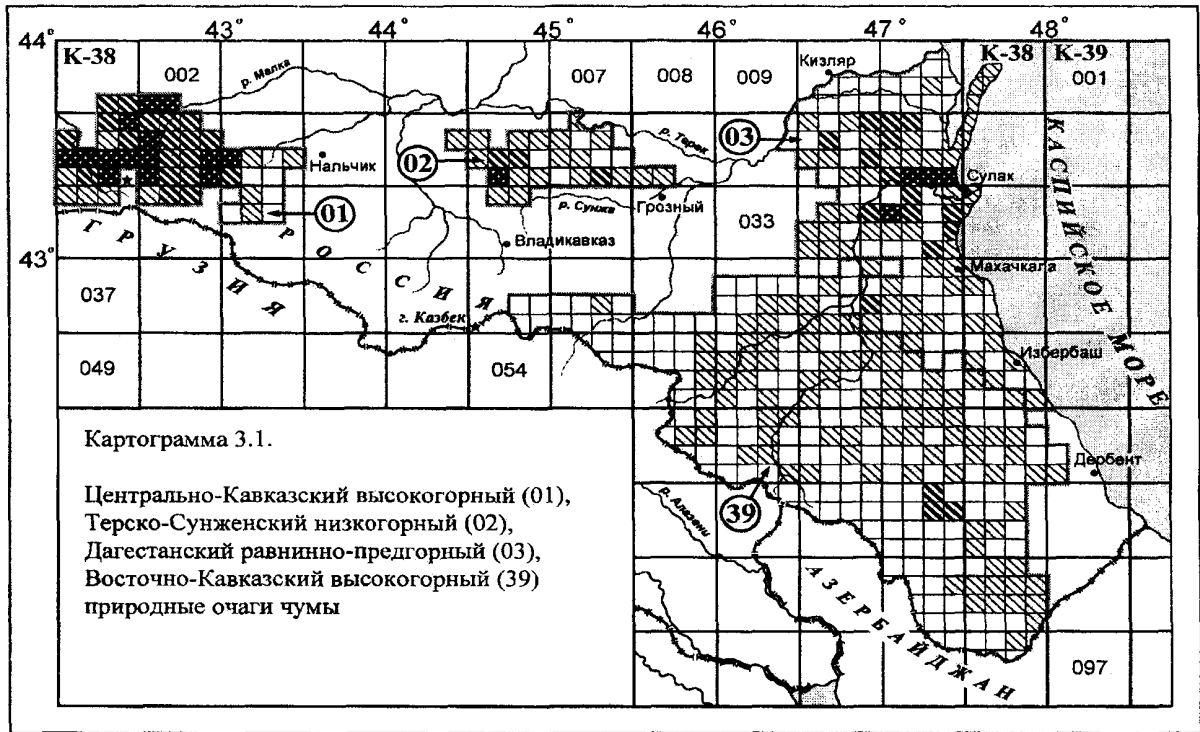 42° 43° 44° 45° 46° 47° 48°
44°
К-38
002
р. Малка
007
008
009
Кизляр
К-38
К-39
001
03
р. Терек
02
Нальчик
01
р. Сунжа
Грозный
033
Сулак
КАСПИЙСКОЕ МОРЕ
Владикавказ
43°
ГРУЗИЯ
РОССИЯ
Махачкала
037
г. Казбек
049
054
Избербаш
Дербент
39
р. Алазани
АЗЕРБАЙДЖАН
097
Картограмма 3.1.
Центрально-Кавказский высокогорный (01),
Терско-Сунженский низкогорный (02),
Дагестанский равнинно-предгорный (03),
Восточно-Кавказский высокогорный (39)
природные очаги чумы